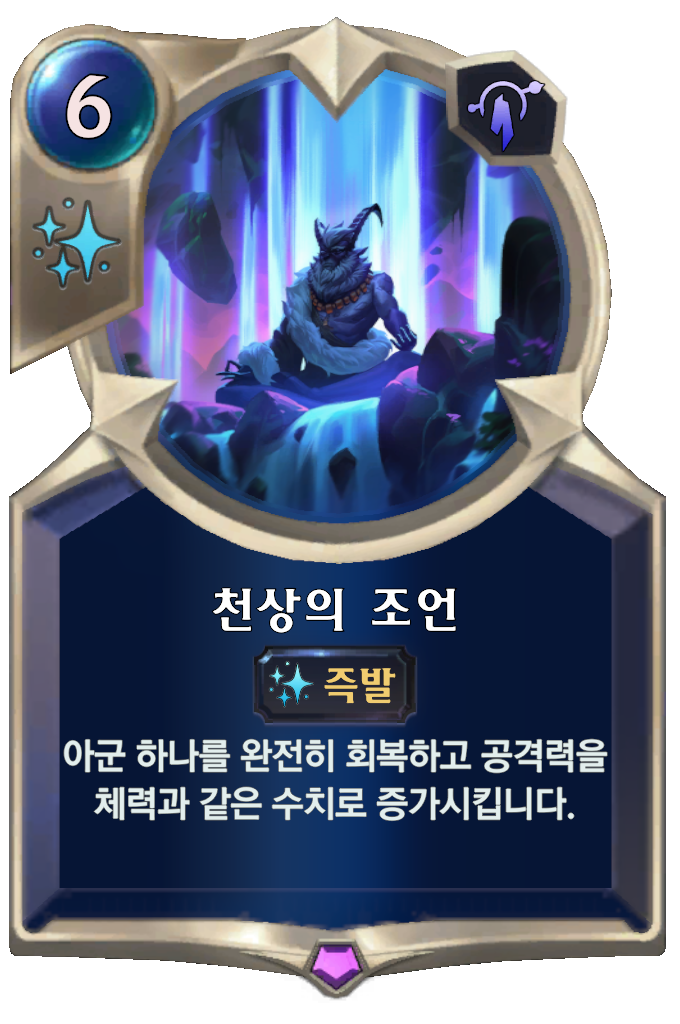 6
천상의 조언
즉발
아군 하나를 완전히 회복하고 공격력을
체력과 같은 수치로 증가시킵니다.